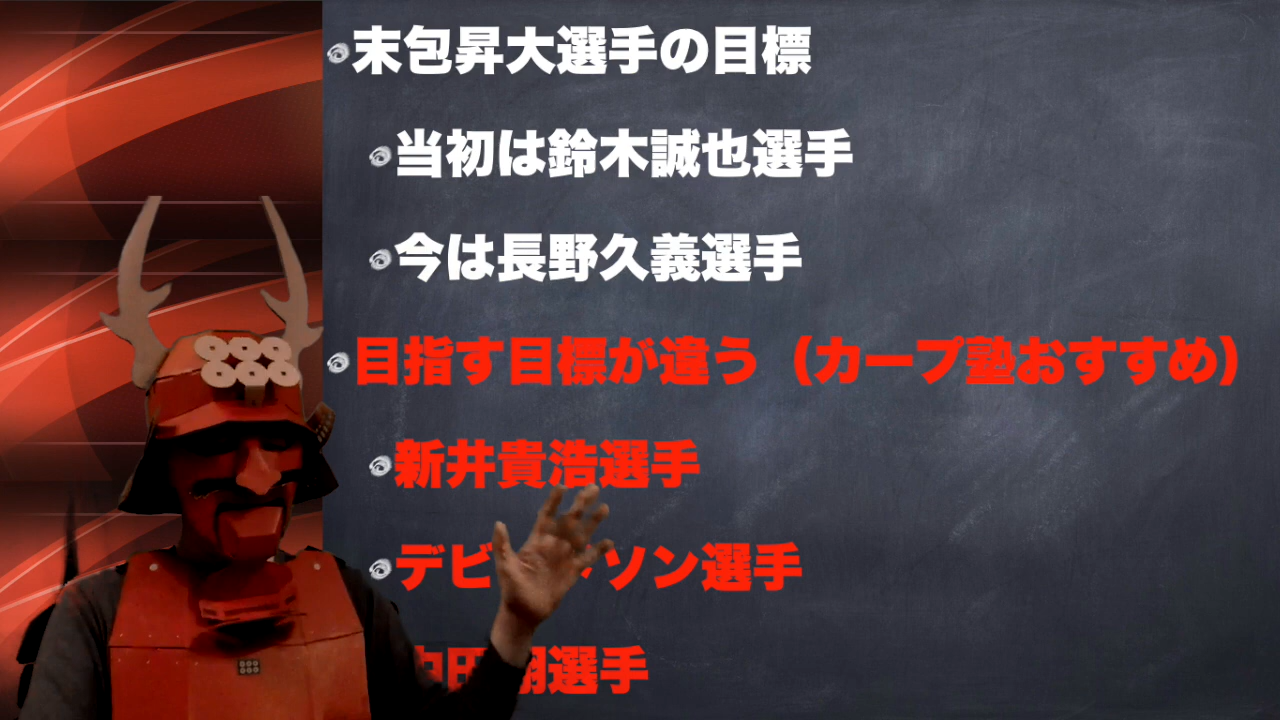 末包昇大選手の目標
当初は鈴木誠也選手
今は長野久義選手
目指す目標が違う（カープ塾おすすめ）
新井貴浩選手
デビ ソン選手
田 選手